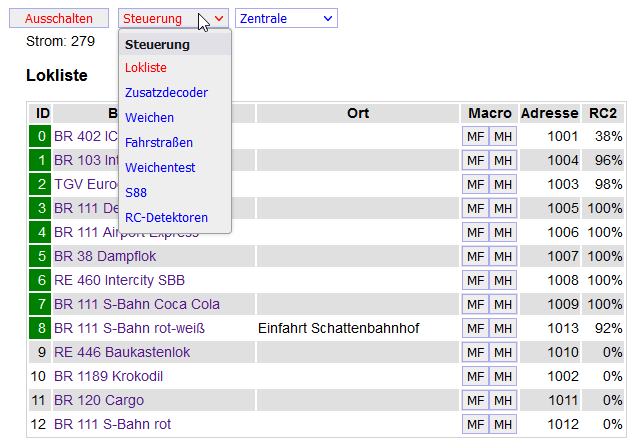 Ausschalten Steuerung Zentrale
Strom: 279
Steuerung
Lokliste
Zusatzdecoder
Weichen
Fahrstraßen
Weichentest
S88
RC-Detektoren
Lokliste
ID B Ort Macro Adresse RC2
0 BR 402 IC MF MH 1001 38%
1 BR 103 Int MF MH 1004 96%
2 TGV Euro MF MH 1003 98%
3 BR 111 De MF MH 1005 100%
4 BR 111 Airport Express MF MH 1006 100%
5 BR 38 Dampflok MF MH 1007 100%
6 RE 460 Intercity SBB MF MH 1008 100%
7 BR 111 S-Bahn Coca Cola MF MH 1009 100%
8 BR 111 S-Bahn rot-weiß Einfahrt Schattenbahnhof MF MH 1013 92%
9 RE 446 Baukastenlok MF MH 1010 0%
10 BR 1189 Krokodil MF MH 1002 0%
11 BR 120 Cargo MF MH 1011 0%
12 BR 111 S-Bahn rot MF MH 1012 0%